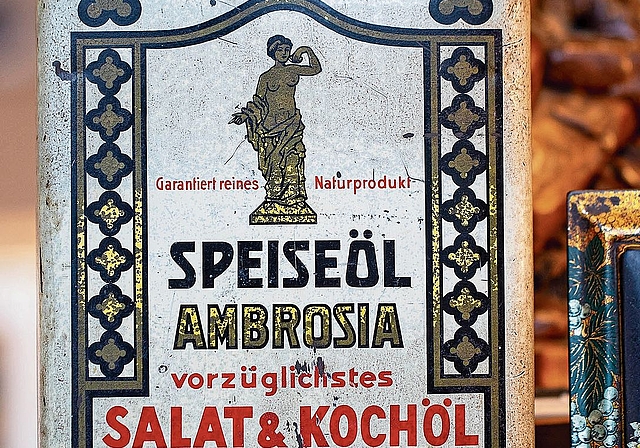 Garantiert reines Naturprodukt
SPEISEÖL
AMBROSIA
vorzüglichstes
SALAT & KOCHÖL